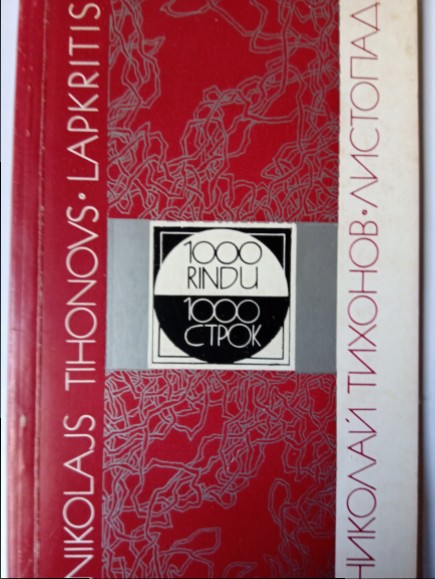 NIKOLAJS TIHONOVS · LAPKRITIS
1000
RINDU
1000
СТРОК
НИКОЛАЙ ТИХОНОВ · ЛИСТОПАД